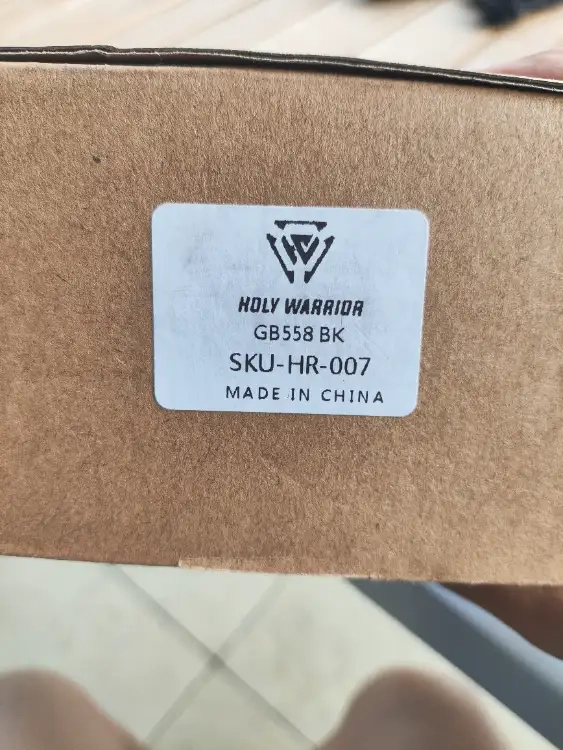 HOLY WARRIOR
GB558 BK
SKU-HR-007
MADE IN CHINA